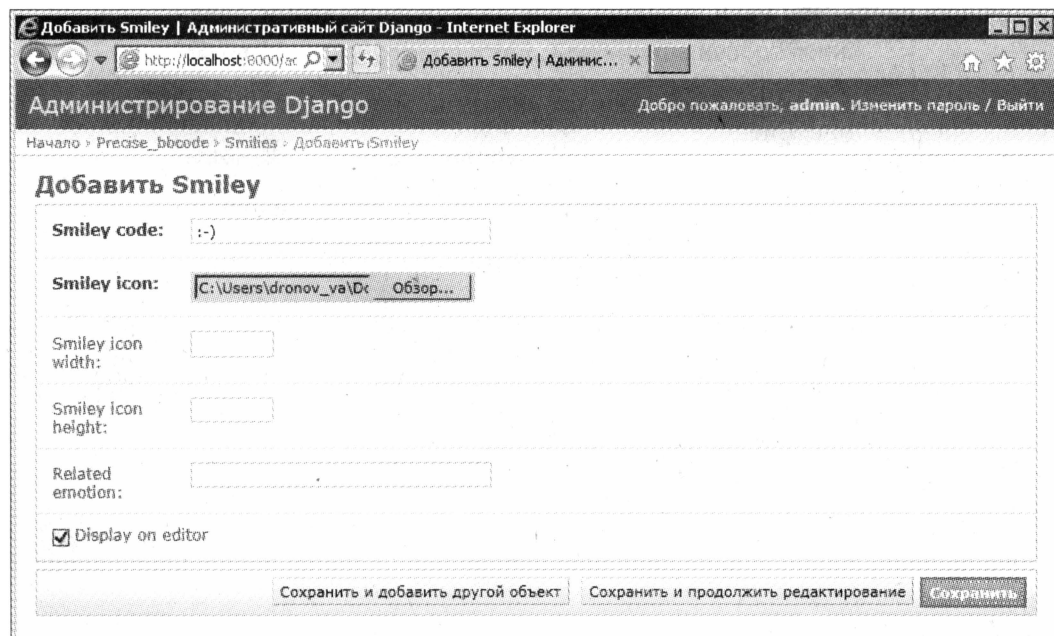 Добавить Smiley | Административный сайт Django - Internet Explorer
http://localhost:8000/ac
Добавить Smiley | Админис...
Администрирование Django
Добро пожаловать, admin. Изменить пароль / Выйти
Начало › Precise_bbcode › Smilies › Добавить Smiley
Добавить Smiley
Smiley code:
:-)
Smiley icon:
C:\Users\dronov_va\Dc
Обзор...
Smiley icon
width:
Smiley icon
height:
Related
emotion:
Display on editor
Сохранить и добавить другой объект
Сохранить и продолжить редактирование
Сохранить